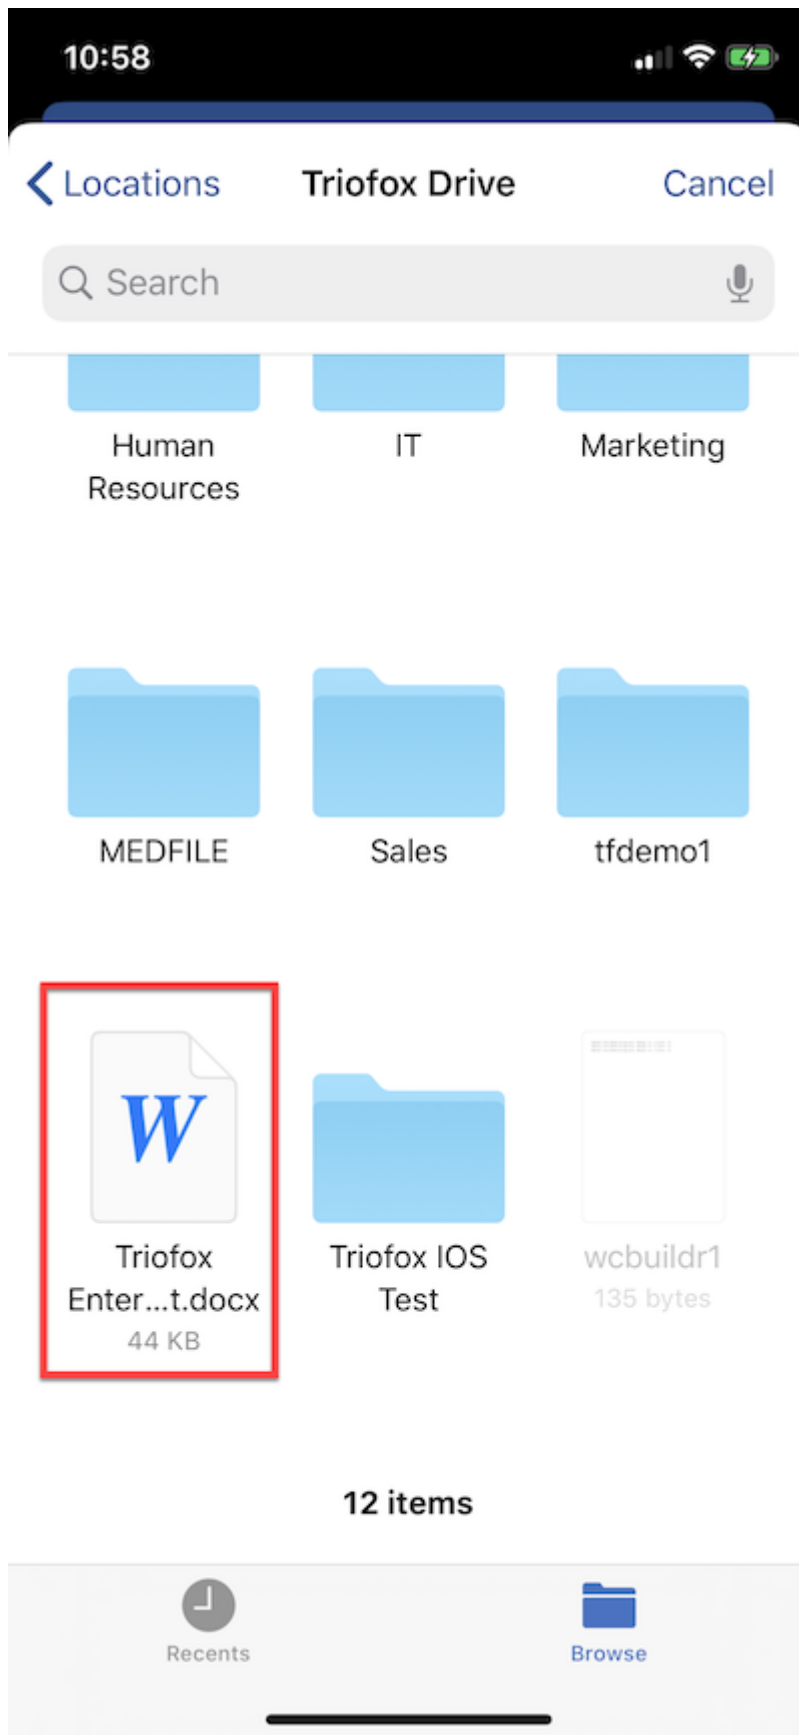 10:58
Locations
Triofox Drive
Cancel
Search
Human
Resources
IT
Marketing
MEDFILE
Sales
tfdemo1
W
Triofox
Enter...t.docx
44 KB
Triofox IOS
Test
wcbuildr1
135 bytes
12 items
Recents
Browse